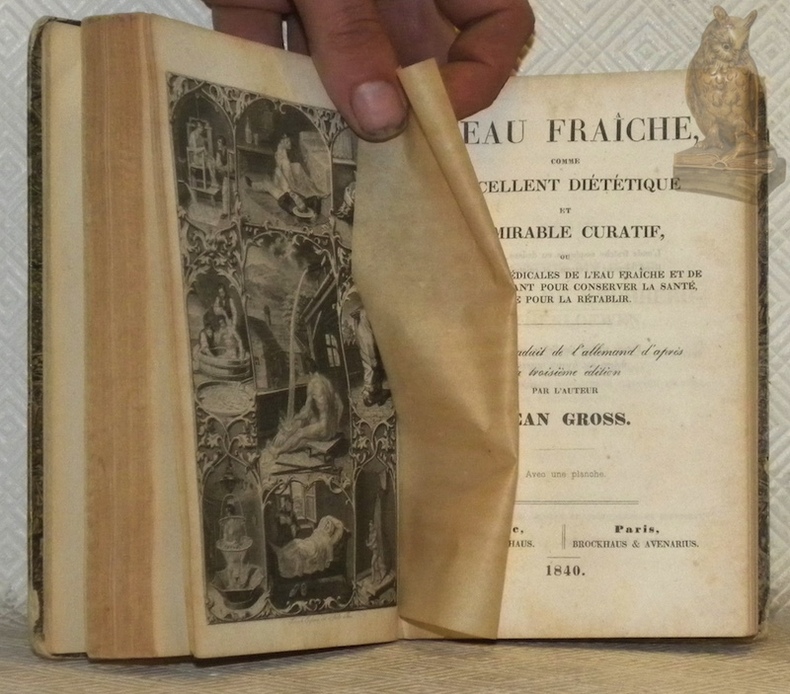 EAU FRAÎCHE,
COMME
CELLENT DIÉTÉTIQUE
ET
MIRABLE CURATIF,
OU
ÉDICALES DE L'EAU FRAÎCHE ET DE
ANT POUR CONSERVER LA SANTÉ,
E POUR LA RÉTABLIR.
aduit de l'allemand d'après
troisième édition
PAR L'AUTEUR
EAN GROSS.
Avec une planche.
c,
HAUS.
Paris,
BROCKHAUS & AVENARIUS.
1840.